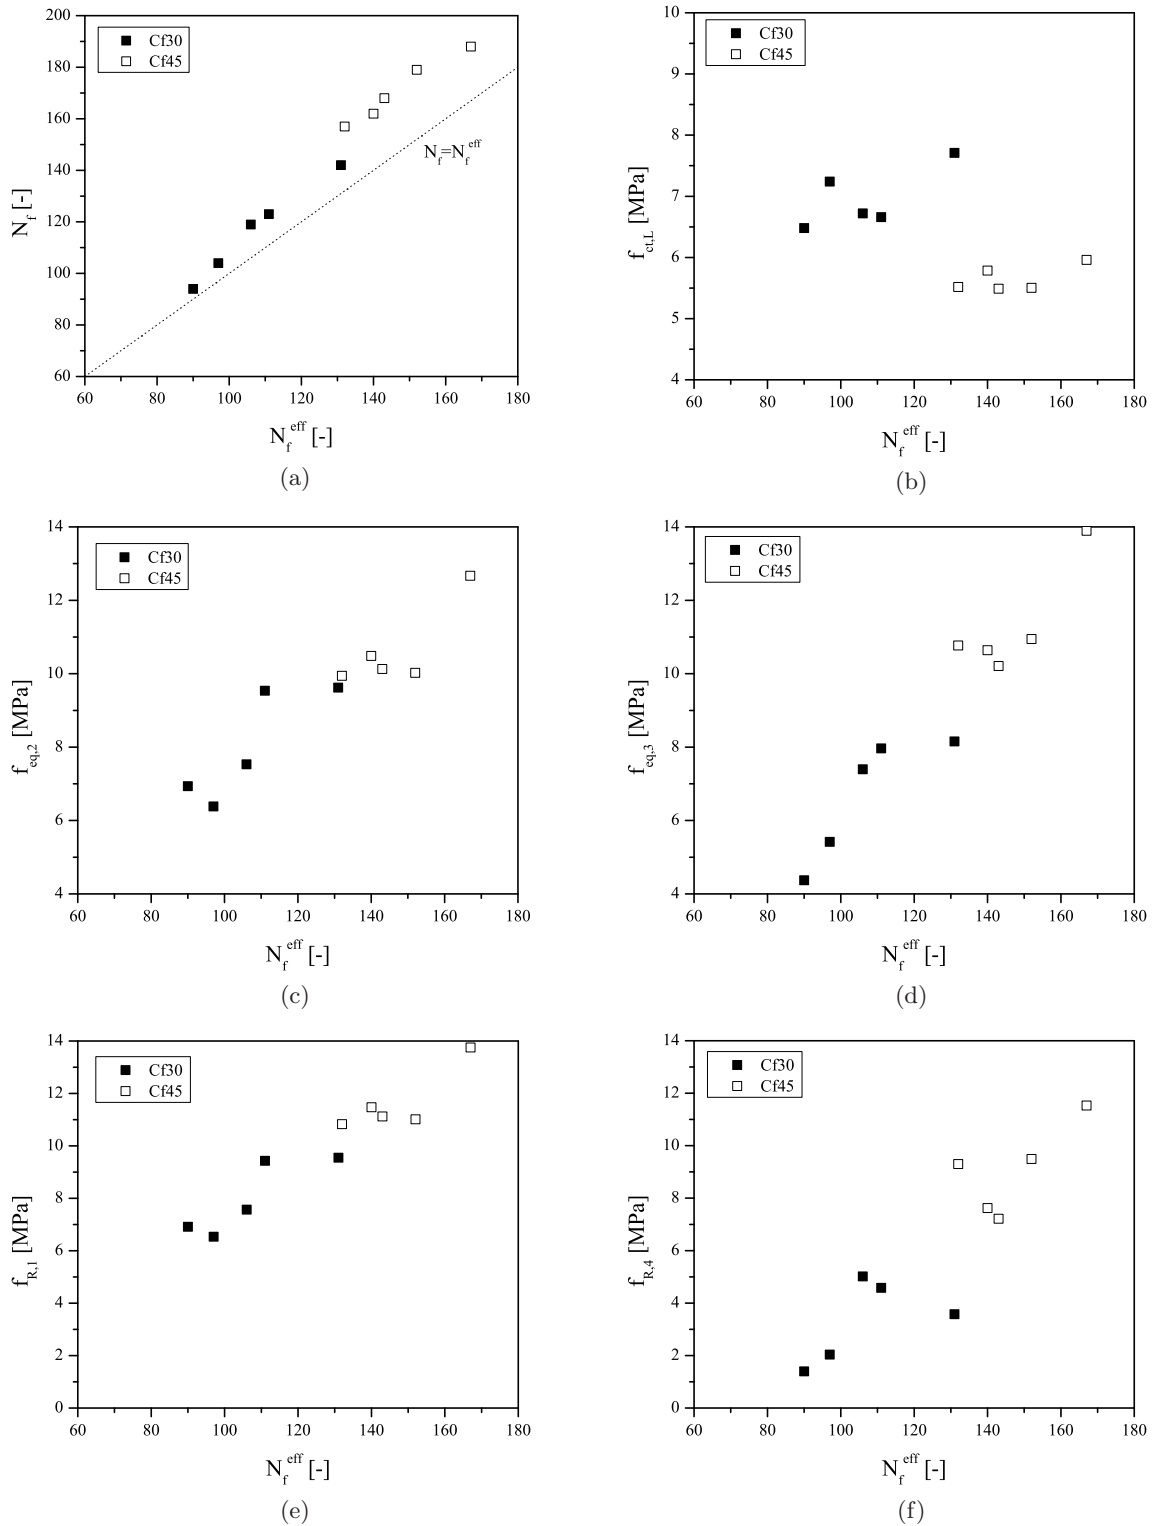 200
180
160
140
120
100
80
60
60 80 100 120 140 160 180
N_f [-]
N_f^eff [-]
Cf30
Cf45
N_f=N_f^eff
(a)
10
9
8
7
6
5
4
60 80 100 120 140 160 180
f_ct,L [MPa]
N_f^eff [-]
Cf30
Cf45
(b)
14
12
10
8
6
4
60 80 100 120 140 160 180
f_eq,2 [MPa]
N_f^eff [-]
Cf30
Cf45
(c)
14
12
10
8
6
4
60 80 100 120 140 160 180
f_eq,3 [MPa]
N_f^eff [-]
Cf30
Cf45
(d)
14
12
10
8
6
4
2
0
60 80 100 120 140 160 180
f_R,1 [MPa]
N_f^eff [-]
Cf30
Cf45
(e)
14
12
10
8
6
4
2
0
60 80 100 120 140 160 180
f_R,4 [MPa]
N_f^eff [-]
Cf30
Cf45
(f)